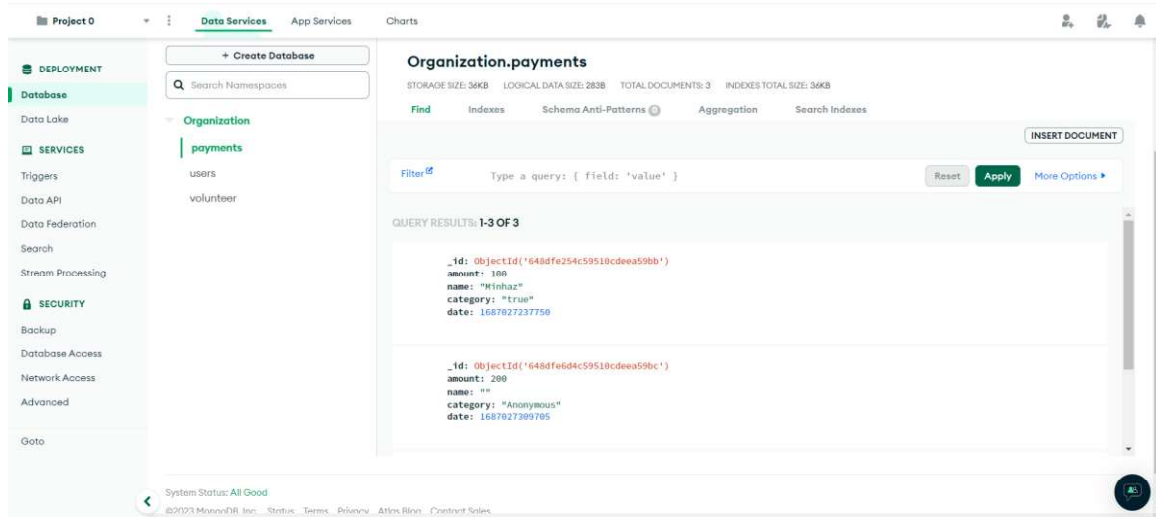 Project 0
Data Services App Services Charts
DEPLOYMENT
Database
Data Lake
SERVICES
Triggers
Data API
Data Federation
Search
Stream Processing
SECURITY
Backup
Database Access
Network Access
Advanced
Goto
+ Create Database
Search Namespaces
Organization
payments
users
volunteer
Organization.payments
STORAGE SIZE: 36KB LOGICAL DATA SIZE: 283B TOTAL DOCUMENTS: 3 INDEXES TOTAL SIZE: 36KB
Find Indexes Schema Anti-Patterns 0 Aggregation Search Indexes
INSERT DOCUMENT
Filter Type a query: { field: 'value' } Reset Apply More Options
QUERY RESULTS: 1-3 OF 3
_id: ObjectId('648dfe254c59510cdeea59bb')
amount: 100
name: "Minhaz"
category: "true"
date: 1687027237750
_id: ObjectId('648dfe6d4c59510cdeea59bc')
amount: 200
name: ""
category: "Anonymous"
date: 1687027309705
System Status: All Good
©2023 MongoDB, Inc. Status Terms Privacy Atlas Blog Contact Sales